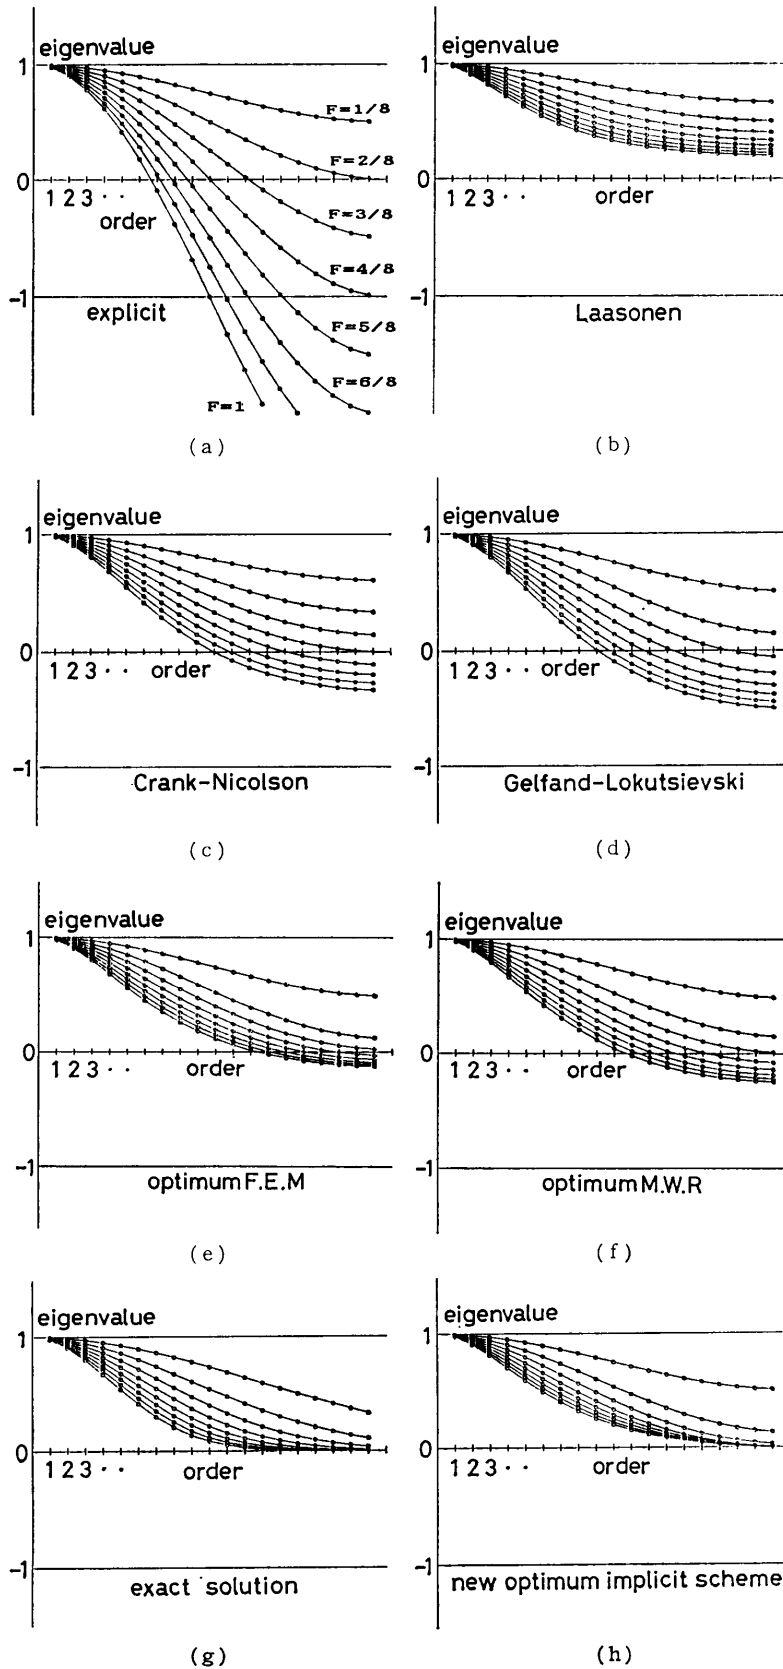 eigenvalue
1
F=1/8
F=2/8
0
1 2 3 · ·
order
F=3/8
F=4/8
-1
explicit
F=5/8
F=6/8
F=1
(a)
eigenvalue
1
0
1 2 3 · ·
order
-1
Laasonen
(b)
eigenvalue
1
0
1 2 3 · ·
order
-1
Crank-Nicolson
(c)
eigenvalue
1
0
1 2 3 · ·
order
-1
Gelfand-Lokutsievski
(d)
eigenvalue
1
0
1 2 3 · ·
order
-1
optimum F.E.M
(e)
eigenvalue
1
0
1 2 3 · ·
order
-1
optimum M.W.R
(f)
eigenvalue
1
0
1 2 3 · ·
order
-1
exact solution
(g)
eigenvalue
1
0
1 2 3 · ·
order
-1
new optimum implicit scheme
(h)